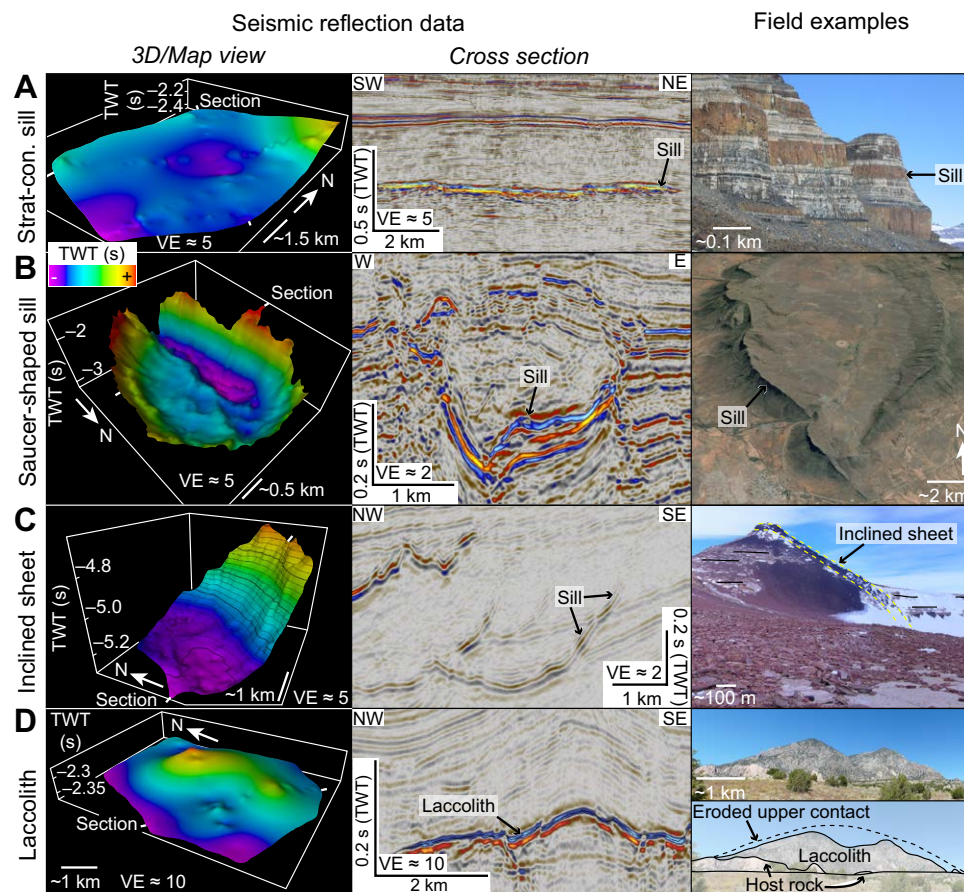 Seismic reflection data
Field examples
3D/Map view
Cross section
A
Strat-con. sill
TWT (s)
–2.2
–2.4
Section
N
~1.5 km
VE ≈ 5
SW
NE
Sill
0.5 s (TWT)
VE ≈ 5
2 km
Sill
~0.1 km
B
Saucer-shaped sill
TWT (s)
- +
Section
–2
–3
TWT (s)
N
VE ≈ 5
~0.5 km
W
E
Sill
0.2 s (TWT)
VE ≈ 2
1 km
Sill
N
~2 km
C
Inclined sheet
–4.8
–5.0
–5.2
TWT (s)
N
Section
~1 km
VE ≈ 5
NW
SE
Sill
0.2 s (TWT)
VE ≈ 2
1 km
Inclined sheet
~100 m
D
Laccolith
TWT
(s)
N
–2.3
–2.35
Section
~1 km
VE ≈ 10
NW
SE
Laccolith
0.2 s (TWT)
VE ≈ 10
2 km
~1 km
Eroded upper contact
Laccolith
Host rock